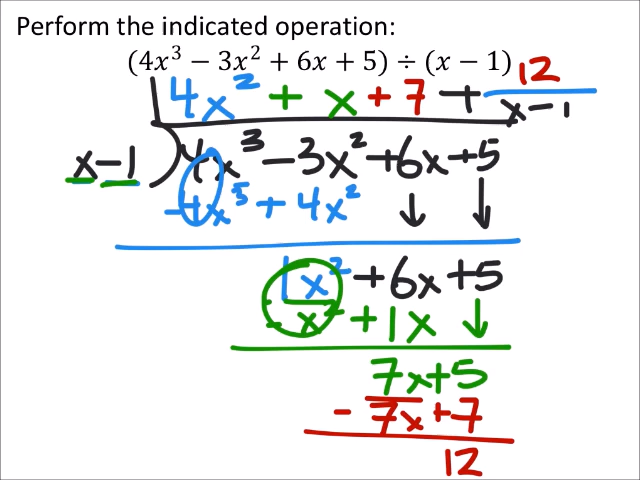 Perform the indicated operation:
(4x³ − 3x² + 6x + 5) ÷ (x − 1)
4x² + x + 7 + 12/(x−1)
x−1 ) 4x³ −3x² +6x +5
−4x³ + 4x² ↓ ↓
1x² +6x +5
− x² + 1x ↓
7x+5
− 7x+7
12